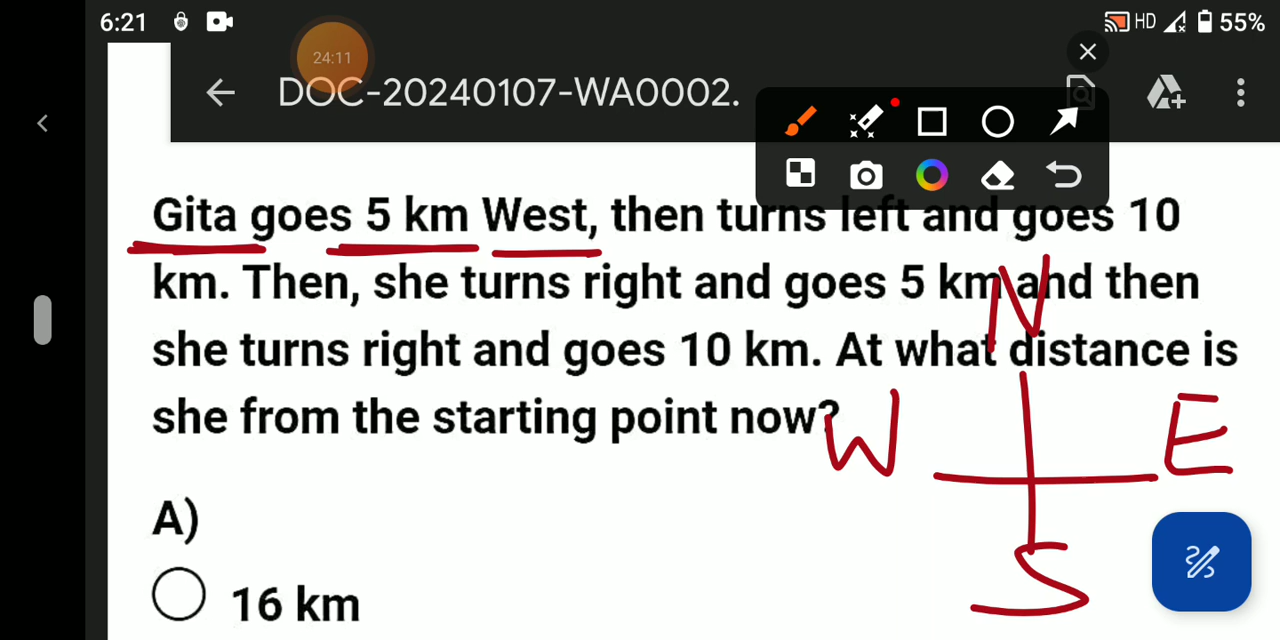 6:21 HD 55%
24:11
DOC-20240107-WA0002.
Gita goes 5 km West, then turns left and goes 10
km. Then, she turns right and goes 5 km and then
she turns right and goes 10 km. At what distance is
she from the starting point now?
N
W E
S
A)
16 km